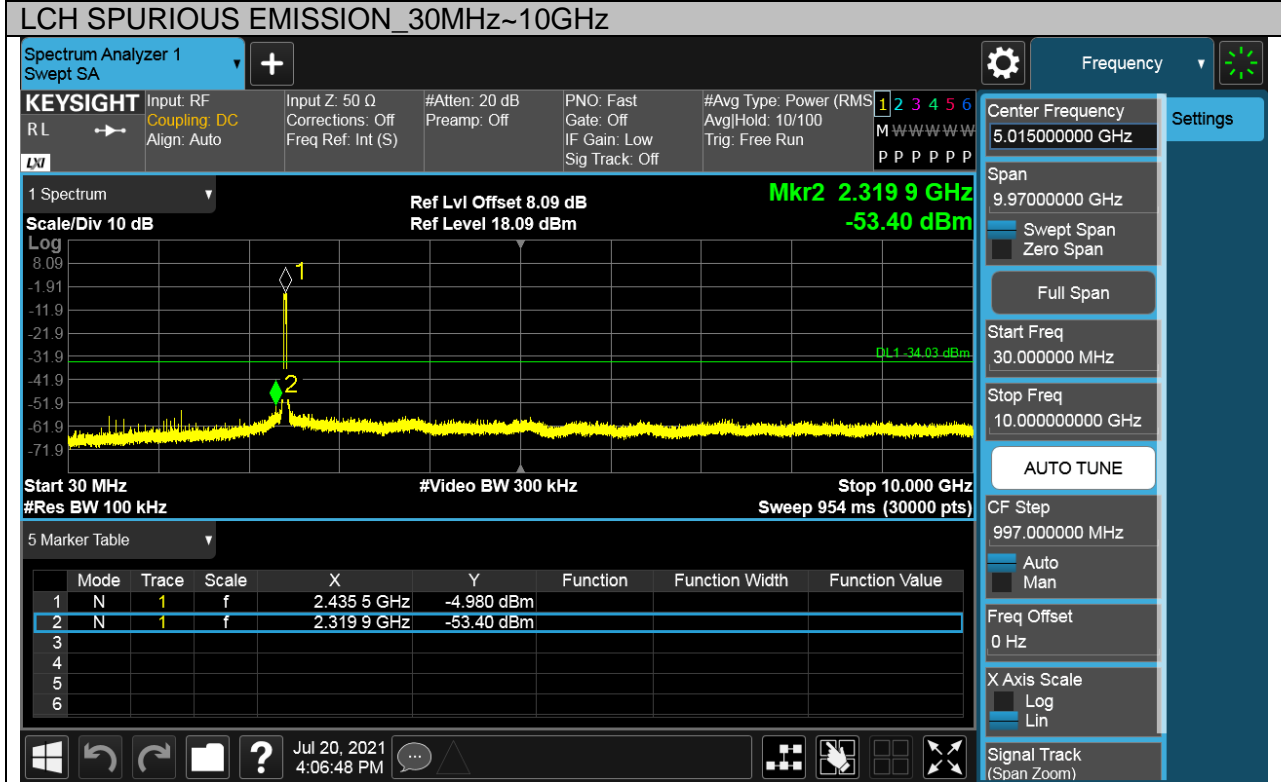 LCH SPURIOUS EMISSION_30MHz~10GHz
Spectrum Analyzer 1
Swept SA
+
Frequency
KEYSIGHT
RL
LXI
Input: RF
Coupling: DC
Align: Auto
Input Z: 50 Ω
Corrections: Off
Freq Ref: Int (S)
#Atten: 20 dB
Preamp: Off
PNO: Fast
Gate: Off
IF Gain: Low
Sig Track: Off
#Avg Type: Power (RMS
Avg|Hold: 10/100
Trig: Free Run
1 2 3 4 5 6
M W W W W W
P P P P P P
1 Spectrum
Scale/Div 10 dB
Ref Lvl Offset 8.09 dB
Ref Level 18.09 dBm
Mkr2 2.319 9 GHz
-53.40 dBm
Log
8.09
-1.91
-11.9
-21.9
-31.9
-41.9
-51.9
-61.9
-71.9
1
2
DL1 -34.03 dBm
Start 30 MHz
#Video BW 300 kHz
Stop 10.000 GHz
#Res BW 100 kHz
Sweep 954 ms (30000 pts)
5 Marker Table
Mode Trace Scale X Y Function Function Width Function Value
1 N 1 f 2.435 5 GHz -4.980 dBm
2 N 1 f 2.319 9 GHz -53.40 dBm
3
4
5
6
?
Jul 20, 2021
4:06:48 PM
Center Frequency
5.015000000 GHz
Settings
Span
9.97000000 GHz
Swept Span
Zero Span
Full Span
Start Freq
30.000000 MHz
Stop Freq
10.000000000 GHz
AUTO TUNE
CF Step
997.000000 MHz
Auto
Man
Freq Offset
0 Hz
X Axis Scale
Log
Lin
Signal Track
(Span Zoom)